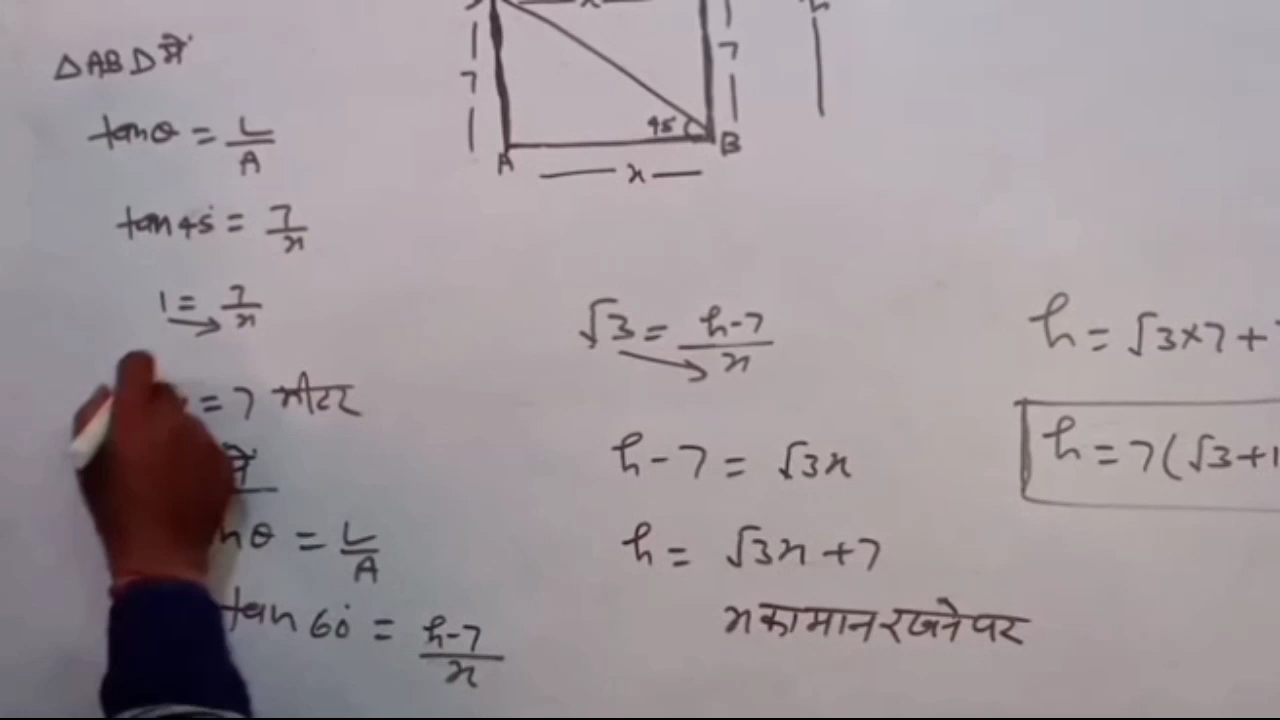 △ABD में
tanθ = L/A
tan45° = 7/x
1 = 7/x
= 7 मीटर
में
θ = L/A
tan 60° = h-7/x
x
7
A
45°
B
7
x
√3 = h-7/x
h-7 = √3x
h = √3x+7
x का मान रखने पर
h = √3×7+
h = 7(√3+1